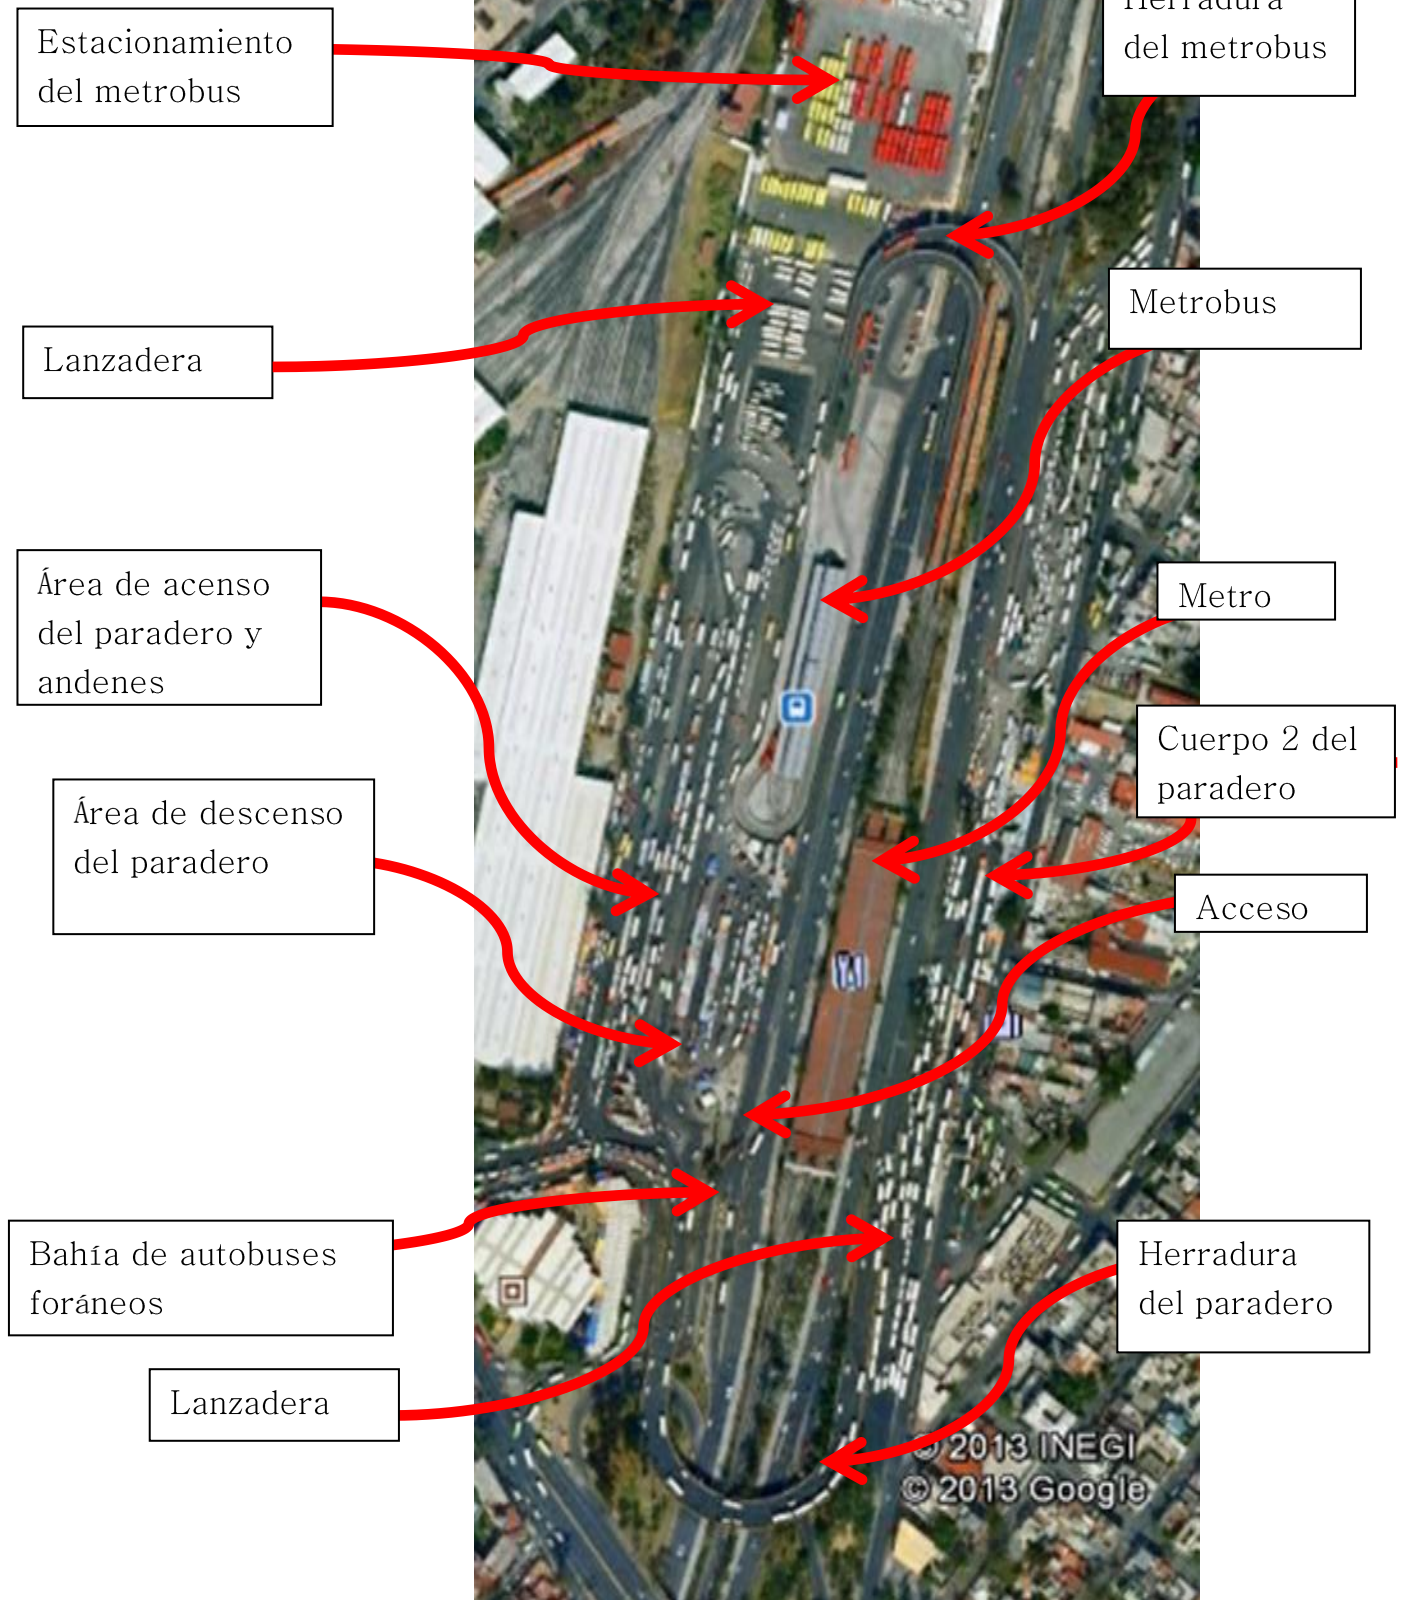 Estacionamiento
del metrobus
Herradura
del metrobus
Metrobus
Lanzadera
Área de acenso
del paradero y
andenes
Metro
Cuerpo 2 del
paradero
Área de descenso
del paradero
Acceso
Bahía de autobuses
foráneos
Herradura
del paradero
Lanzadera
© 2013 INEGI
© 2013 Google